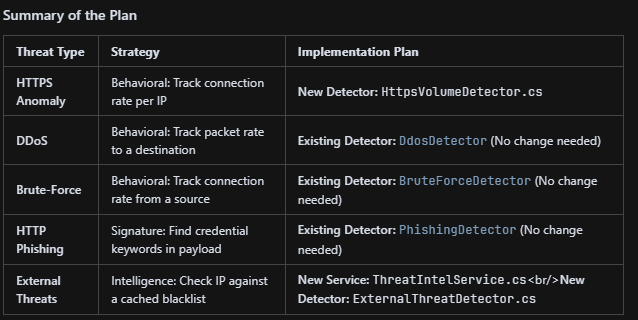 Summary of the Plan
Threat Type Strategy Implementation Plan
HTTPS Behavioral: Track connection New Detector: HttpsVolumeDetector.cs
Anomaly rate per IP
DDoS Behavioral: Track packet rate Existing Detector: DdosDetector (No change needed)
to a destination
Brute-Force Behavioral: Track connection Existing Detector: BruteForceDetector (No change
rate from a source needed)
HTTP Signature: Find credential Existing Detector: PhishingDetector (No change
Phishing keywords in payload needed)
External Intelligence: Check IP against New Service: ThreatIntelService.cs<br/>New
Threats a cached blacklist Detector: ExternalThreatDetector.cs